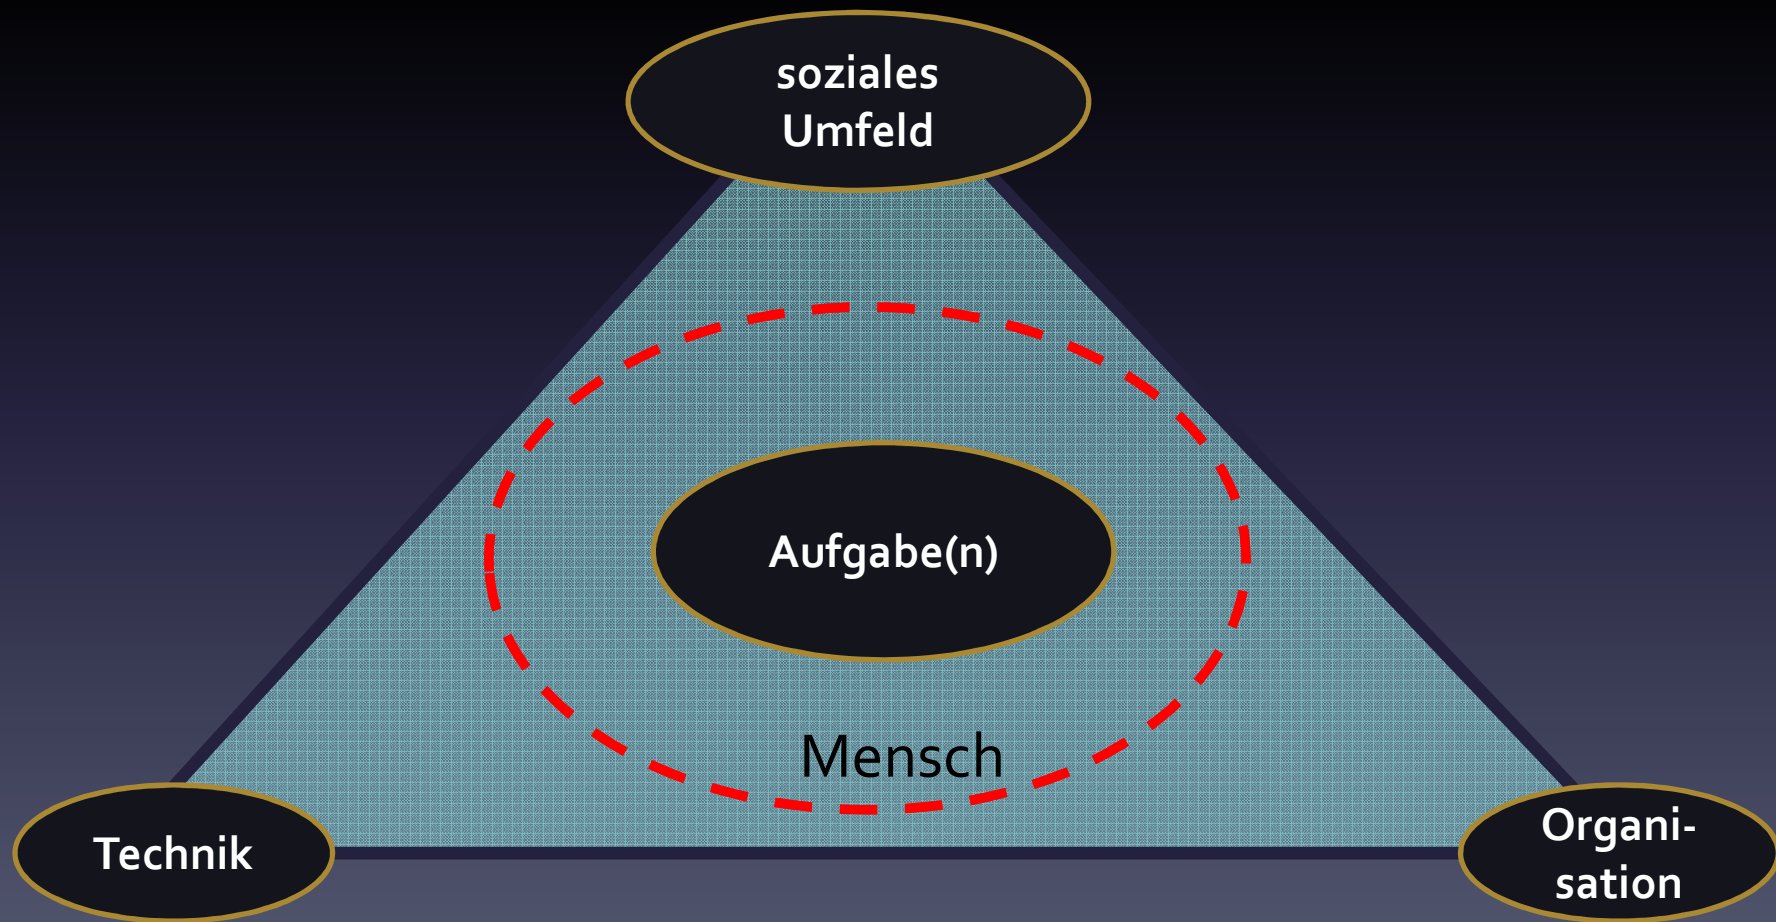 soziales
Umfeld
Aufgabe(n)
Mensch
Technik
Organi-
sation